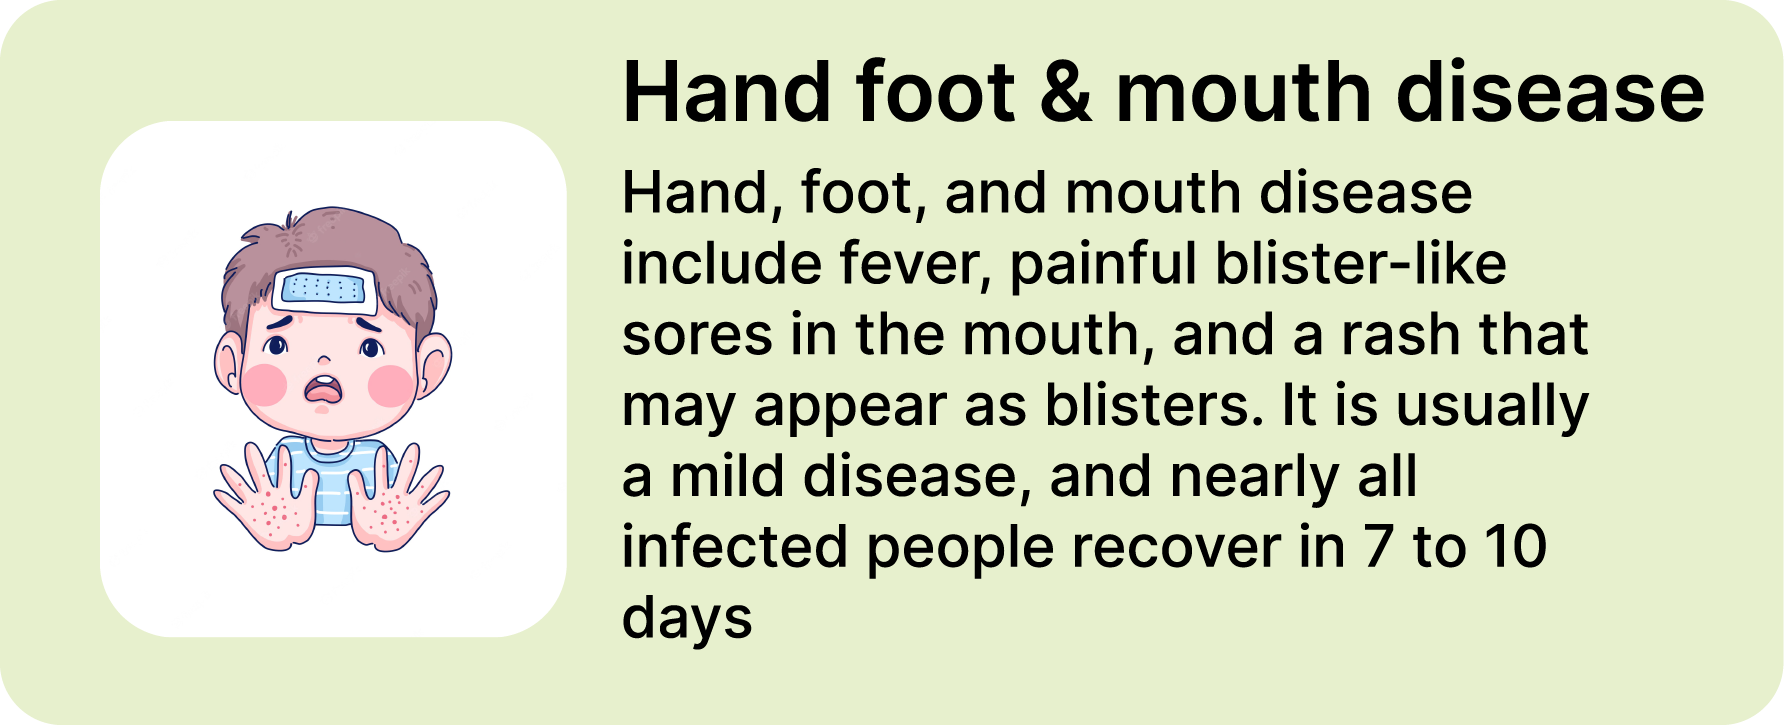 Hand foot & mouth disease
Hand, foot, and mouth disease
include fever, painful blister-like
sores in the mouth, and a rash that
may appear as blisters. It is usually
a mild disease, and nearly all
infected people recover in 7 to 10
days